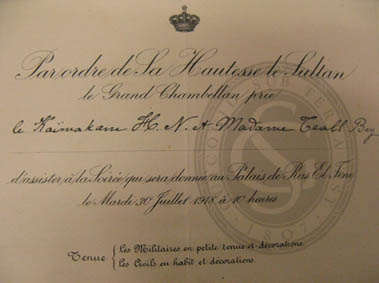 Par ordre de Sa Hautesse le Sultan
le Grand Chambellan prie
le Kaïmakam H. N. et Madame Bey
d'assister à la Soirée qui sera donnée au Palais de Ras El Tine
le Mardi 30 Juillet 1918 à 10 heures
Tenue { Les Militaires en petite tenue et décorations.
Les Civils en habit et décorations.
1807